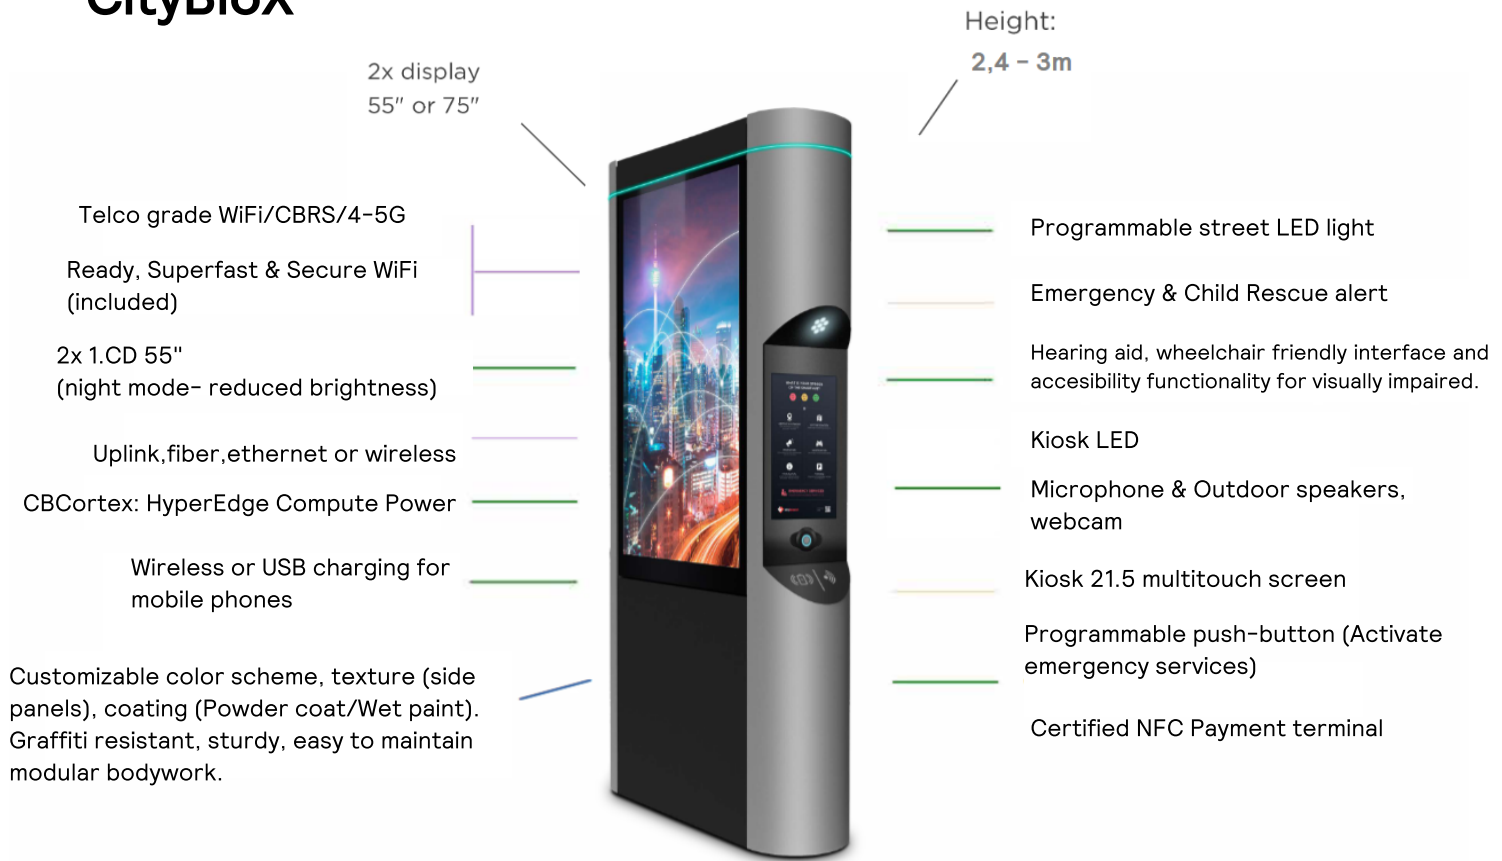 CityBloX
Height:
2,4 – 3m
2x display
55" or 75"
Telco grade WiFi/CBRS/4-5G
Ready, Superfast & Secure WiFi
(included)
2x 1.CD 55"
(night mode- reduced brightness)
Uplink,fiber,ethernet or wireless
CBCortex: HyperEdge Compute Power
Wireless or USB charging for
mobile phones
Customizable color scheme, texture (side
panels), coating (Powder coat/Wet paint).
Graffiti resistant, sturdy, easy to maintain
modular bodywork.
Programmable street LED light
Emergency & Child Rescue alert
Hearing aid, wheelchair friendly interface and
accesibility functionality for visually impaired.
Kiosk LED
Microphone & Outdoor speakers,
webcam
Kiosk 21.5 multitouch screen
Programmable push-button (Activate
emergency services)
Certified NFC Payment terminal